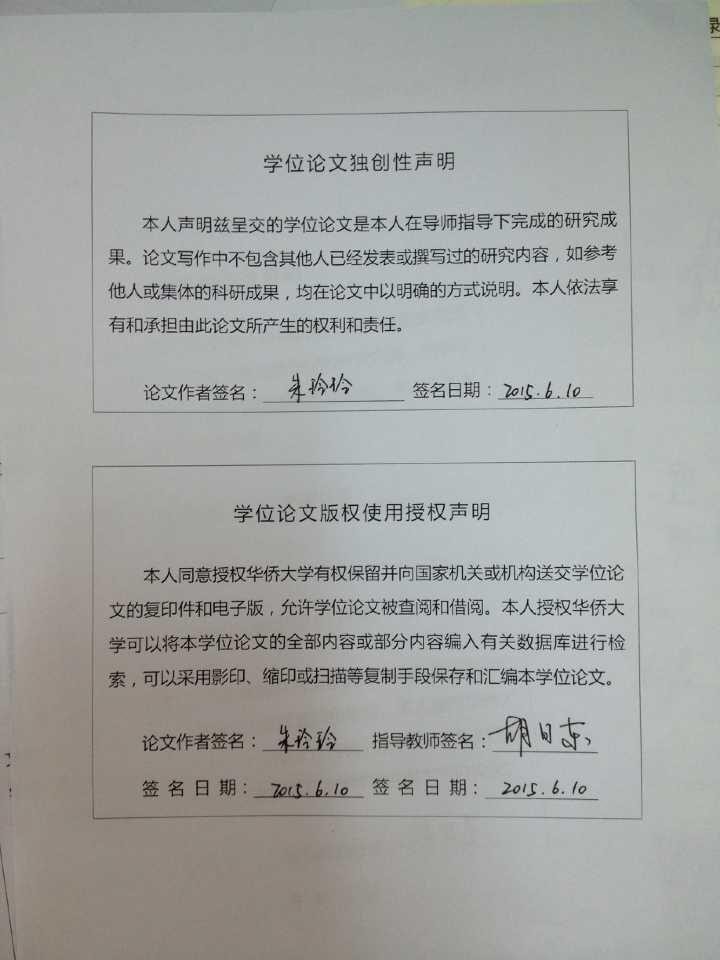 学位论文独创性声明
本人声明兹呈交的学位论文是本人在导师指导下完成的研究成
果。论文写作中不包含其他人已经发表或撰写过的研究内容，如参考
他人或集体的科研成果，均在论文中以明确的方式说明。本人依法享
有和承担由此论文所产生的权利和责任。
论文作者签名：朱玲玲 签名日期：2015.6.10
学位论文版权使用授权声明
本人同意授权华侨大学有权保留并向国家机关或机构送交学位论
文的复印件和电子版，允许学位论文被查阅和借阅。本人授权华侨大
学可以将本学位论文的全部内容或部分内容编入有关数据库进行检
索，可以采用影印、缩印或扫描等复制手段保存和汇编本学位论文。
论文作者签名：朱玲玲 指导教师签名：胡日东
签名日期：2015.6.10 签名日期：2015.6.10